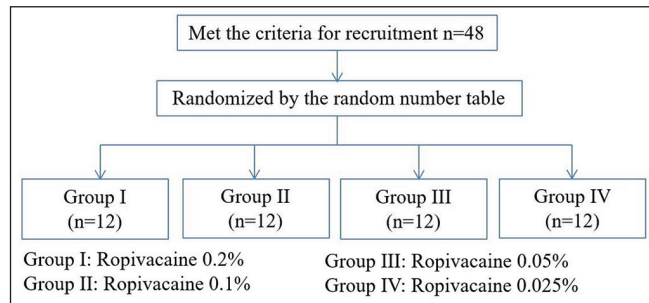 Met the criteria for recruitment n=48
Randomized by the random number table
Group I
(n=12)
Group II
(n=12)
Group III
(n=12)
Group IV
(n=12)
Group I: Ropivacaine 0.2%
Group II: Ropivacaine 0.1%
Group III: Ropivacaine 0.05%
Group IV: Ropivacaine 0.025%